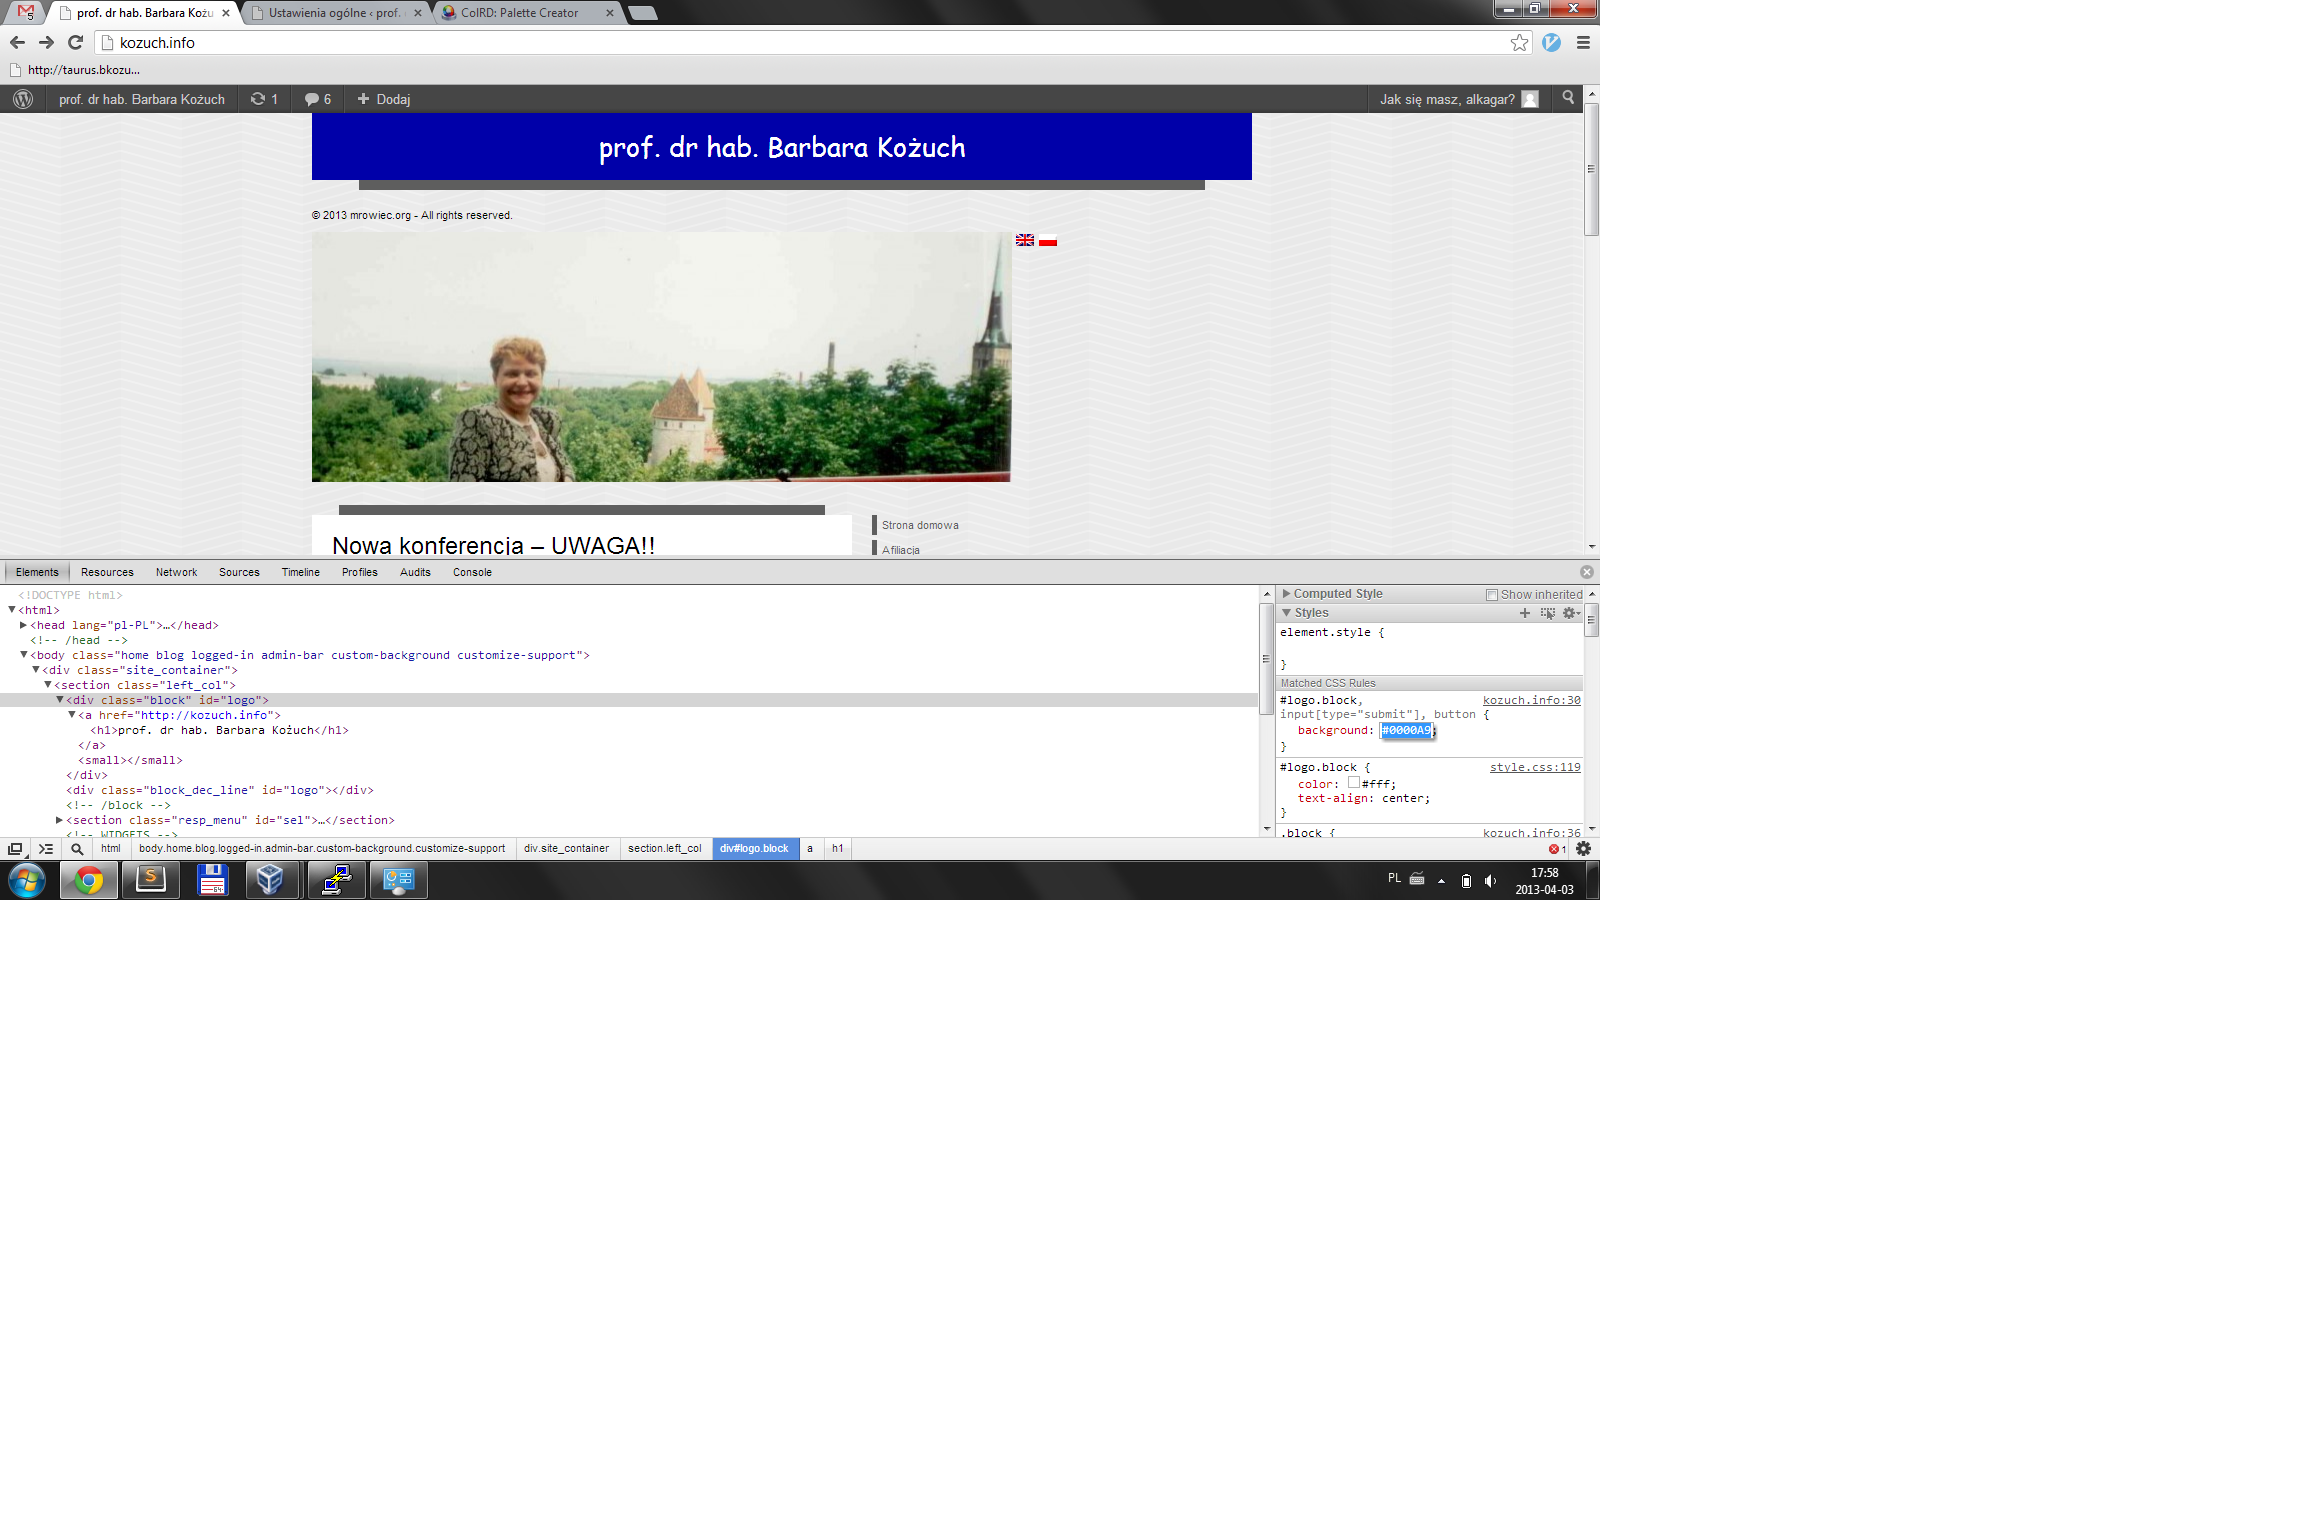 5 prof. dr hab. Barbara Kożu Ustawienia ogólne ‹ prof. ColRD: Palette Creator
kozuch.info
http://taurus.bkozu...
prof. dr hab. Barbara Kożuch 1 6 Dodaj Jak się masz, alkagar?
prof. dr hab. Barbara Kożuch
© 2013 mrowiec.org - All rights reserved.
Nowa konferencja – UWAGA!!
Strona domowa
Afiliacja
Elements Resources Network Sources Timeline Profiles Audits Console
<!DOCTYPE html>
<html>
<head lang="pl-PL">…</head>
<!-- /head -->
<body class="home blog logged-in admin-bar custom-background customize-support">
<div class="site_container">
<section class="left_col">
<div class="block" id="logo">
<a href="http://kozuch.info">
<h1>prof. dr hab. Barbara Kożuch</h1>
</a>
<small></small>
</div>
<div class="block_dec_line" id="logo"></div>
<!-- /block -->
<section class="resp_menu" id="sel">…</section>
<!-- WIDGETS -->
Computed Style Show inherited
Styles
element.style {
}
Matched CSS Rules
#logo.block, kozuch.info:30
input[type="submit"], button {
background: #0000A9;
}
#logo.block { style.css:119
color: #fff;
text-align: center;
}
.block { kozuch.info:36
html body.home.blog.logged-in.admin-bar.custom-background.customize-support div.site_container section.left_col div#logo.block a h1 1
S 64 PL 17:58
2013-04-03